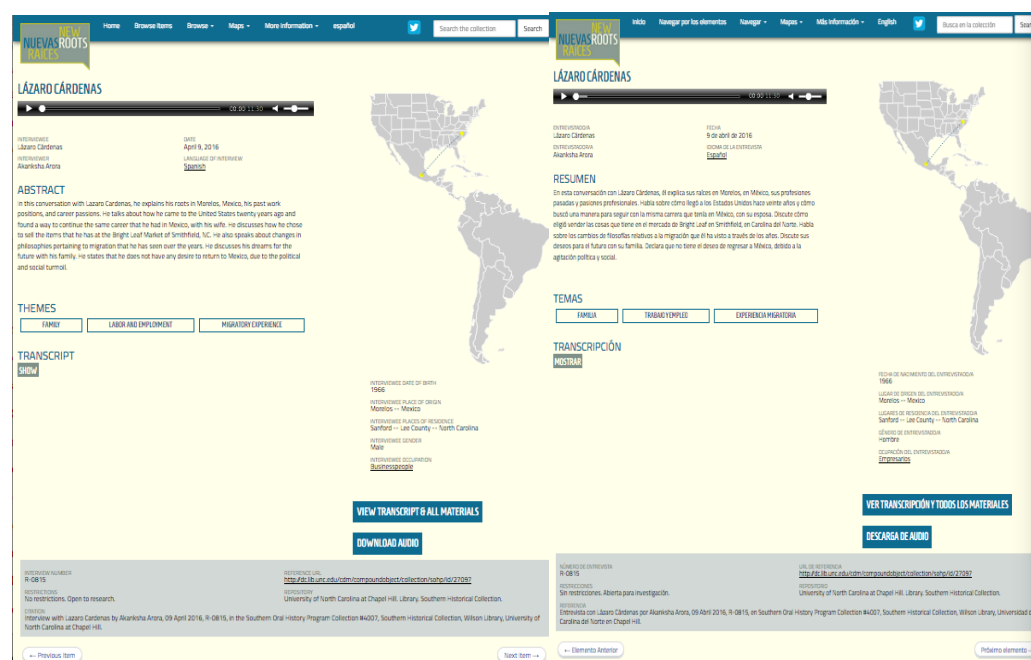 NEW
NUEVAS ROOTS
RAÍCES
Home Browse Items Browse Maps More Information español
Search the collection Search
LÁZARO CÁRDENAS
00:00 11:30
INTERVIEWEE
Lázaro Cárdenas
DATE
April 9, 2016
INTERVIEWER
Akanksha Arora
LANGUAGE OF INTERVIEW
Spanish
ABSTRACT
In this conversation with Lazaro Cardenas, he explains his roots in Morelos, Mexico, his past work
positions, and career passions. He talks about how he came to the United States twenty years ago and
found a way to continue the same career that he had in Mexico, with his wife. He discusses how he chose
to sell the items that he has at the Bright Leaf Market of Smithfield, NC. He also speaks about changes in
philosophies pertaining to migration that he has seen over the years. He discusses his dreams for the
future with his family. He states that he does not have any desire to return to Mexico, due to the political
and social turmoil.
THEMES
FAMILY LABOR AND EMPLOYMENT MIGRATORY EXPERIENCE
TRANSCRIPT
SHOW
INTERVIEWEE DATE OF BIRTH
1966
INTERVIEWEE PLACE OF ORIGIN
Morelos -- Mexico
INTERVIEWEE PLACES OF RESIDENCE
Sanford -- Lee County -- North Carolina
INTERVIEWEE GENDER
Male
INTERVIEWEE OCCUPATION
Businesspeople
VIEW TRANSCRIPT & ALL MATERIALS
DOWNLOAD AUDIO
INTERVIEW NUMBER
R-0815
REFERENCE URL
http://dc.lib.unc.edu/cdm/compoundobject/collection/sohp/id/27097
RESTRICTIONS
No restrictions. Open to research.
REPOSITORY
University of North Carolina at Chapel Hill. Library. Southern Historical Collection.
CITATION
Interview with Lazaro Cardenas by Akanksha Arora, 09 April 2016, R-0815, in the Southern Oral History Program Collection #4007, Southern Historical Collection, Wilson Library, University of
North Carolina at Chapel Hill.
← Previous Item Next Item →
NEW
NUEVAS ROOTS
RAÍCES
Inicio Navegar por los elementos Navegar Mapas Más Información English
Busca en la colección
LÁZARO CÁRDENAS
00:00 11:30
ENTREVISTADO/A
Lázaro Cárdenas
FECHA
9 de abril de 2016
ENTREVISTADOR/A
Akanksha Arora
IDIOMA DE LA ENTREVISTA
Español
RESUMEN
En esta conversación con Lázaro Cárdenas, él explica sus raíces en Morelos, en México, sus profesiones
pasadas y pasiones profesionales. Habla sobre cómo llegó a los Estados Unidos hace veinte años y cómo
buscó una manera para seguir con la misma carrera que tenía en México, con su esposa. Discute cómo
eligió vender las cosas que tiene en el mercado de Bright Leaf en Smithfield, en Carolina del Norte. Habla
sobre los cambios de filosofías relativos a la migración que él ha visto a través de los años. Discute sus
deseos para el futuro con su familia. Declara que no tiene el deseo de regresar a México, debido a la
agitación política y social.
TEMAS
FAMILIA TRABAJO Y EMPLEO EXPERIENCIA MIGRATORIA
TRANSCRIPCIÓN
MOSTRAR
FECHA DE NACIMIENTO DEL ENTREVISTADO/A
1966
LUGAR DE ORIGEN DEL ENTREVISTADO/A
Morelos -- Mexico
LUGARES DE RESIDENCIA DEL ENTREVISTADO/A
Sanford -- Lee County -- North Carolina
GÉNERO DE ENTREVISTADO/A
Hombre
OCUPACIÓN DEL ENTREVISTADO/A
Empresarios
VER TRANSCRIPCIÓN Y TODOS LOS MATERIALES
DESCARGA DE AUDIO
NÚMERO DE ENTREVISTA
R-0815
URL DE REFERENCIA
http://dc.lib.unc.edu/cdm/compoundobject/collection/sohp/id/27097
RESTRICCIONES
Sin restricciones. Abierta para investigación.
REPOSITORIO
University of North Carolina at Chapel Hill. Library. Southern Historical Collection.
REFERENCIA
Entrevista con Lázaro Cárdenas por Akanksha Arora, 09 Abril 2016, R-0815, en Southern Oral History Program Collection #4007, Southern Historical Collection, Wilson Library, Universidad
Carolina del Norte en Chapel Hill.
← Elemento Anterior Próximo elemento